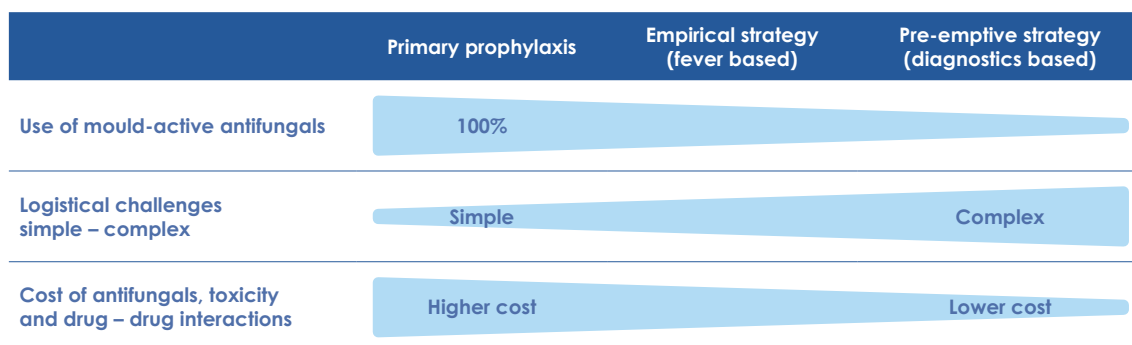 Primary prophylaxis
Empirical strategy
(fever based)
Pre-emptive strategy
(diagnostics based)
Use of mould-active antifungals
100%
Logistical challenges
simple – complex
Simple
Complex
Cost of antifungals, toxicity
and drug – drug interactions
Higher cost
Lower cost